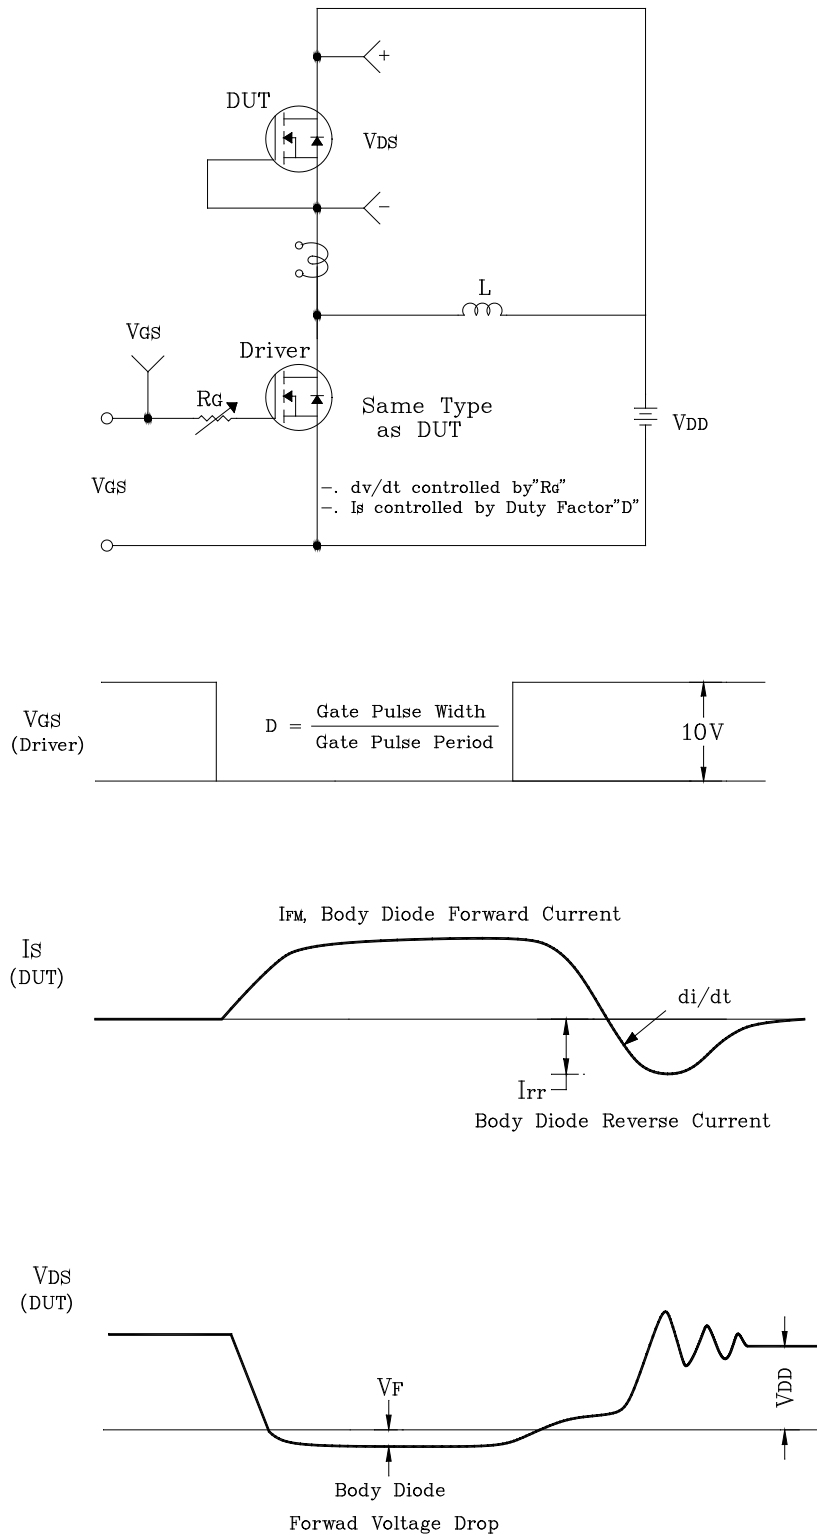 +
DUT
VDS
−
L
VGS
Driver
RG
Same Type
as DUT
VDD
VGS
−. dv/dt controlled by"RG"
−. Is controlled by Duty Factor"D"
VGS
(Driver)
D = Gate Pulse Width
Gate Pulse Period
10V
IFM, Body Diode Forward Current
IS
(DUT)
di/dt
Irr
Body Diode Reverse Current
VDS
(DUT)
VF
VDD
Body Diode
Forwad Voltage Drop